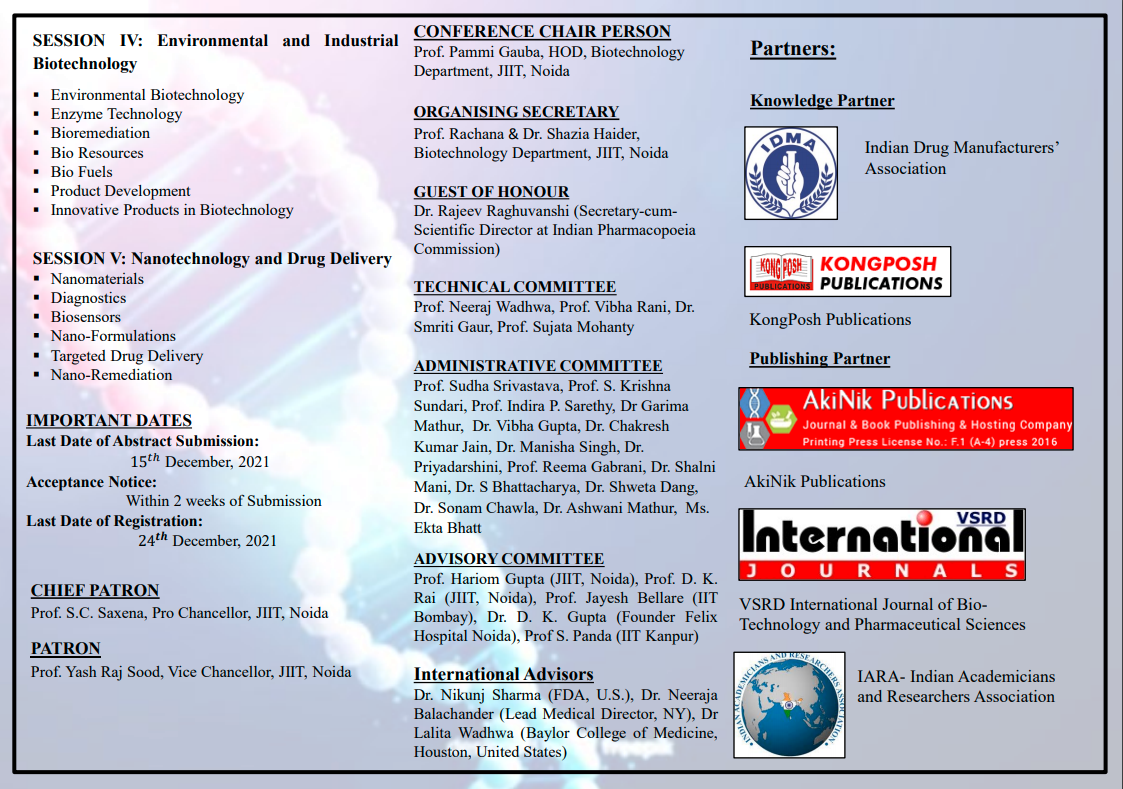 SESSION IV: Environmental and Industrial
Biotechnology
▪ Environmental Biotechnology
▪ Enzyme Technology
▪ Bioremediation
▪ Bio Resources
▪ Bio Fuels
▪ Product Development
▪ Innovative Products in Biotechnology
SESSION V: Nanotechnology and Drug Delivery
▪ Nanomaterials
▪ Diagnostics
▪ Biosensors
▪ Nano-Formulations
▪ Targeted Drug Delivery
▪ Nano-Remediation
IMPORTANT DATES
Last Date of Abstract Submission:
15th December, 2021
Acceptance Notice:
Within 2 weeks of Submission
Last Date of Registration:
24th December, 2021
CHIEF PATRON
Prof. S.C. Saxena, Pro Chancellor, JIIT, Noida
PATRON
Prof. Yash Raj Sood, Vice Chancellor, JIIT, Noida
CONFERENCE CHAIR PERSON
Prof. Pammi Gauba, HOD, Biotechnology
Department, JIIT, Noida
ORGANISING SECRETARY
Prof. Rachana & Dr. Shazia Haider,
Biotechnology Department, JIIT, Noida
GUEST OF HONOUR
Dr. Rajeev Raghuvanshi (Secretary-cum-
Scientific Director at Indian Pharmacopoeia
Commission)
TECHNICAL COMMITTEE
Prof. Neeraj Wadhwa, Prof. Vibha Rani, Dr.
Smriti Gaur, Prof. Sujata Mohanty
ADMINISTRATIVE COMMITTEE
Prof. Sudha Srivastava, Prof. S. Krishna
Sundari, Prof. Indira P. Sarethy, Dr Garima
Mathur, Dr. Vibha Gupta, Dr. Chakresh
Kumar Jain, Dr. Manisha Singh, Dr.
Priyadarshini, Prof. Reema Gabrani, Dr. Shalni
Mani, Dr. S Bhattacharya, Dr. Shweta Dang,
Dr. Sonam Chawla, Dr. Ashwani Mathur, Ms.
Ekta Bhatt
ADVISORY COMMITTEE
Prof. Hariom Gupta (JIIT, Noida), Prof. D. K.
Rai (JIIT, Noida), Prof. Jayesh Bellare (IIT
Bombay), Dr. D. K. Gupta (Founder Felix
Hospital Noida), Prof S. Panda (IIT Kanpur)
International Advisors
Dr. Nikunj Sharma (FDA, U.S.), Dr. Neeraja
Balachander (Lead Medical Director, NY), Dr
Lalita Wadhwa (Baylor College of Medicine,
Houston, United States)
Partners:
Knowledge Partner
IDMA
Indian Drug Manufacturers'
Association
KONG POSH
PUBLICATIONS
KONGPOSH
PUBLICATIONS
KongPosh Publications
Publishing Partner
AkiNik Publications
Journal & Book Publishing & Hosting Company
Printing Press License No.: F.1 (A-4) press 2016
AkiNik Publications
VSRD
International
JOURNALS
VSRD International Journal of Bio-
Technology and Pharmaceutical Sciences
INDIAN ACADEMICIANS AND RESEARCHERS ASSOCIATION
IARA- Indian Academicians
and Researchers Association